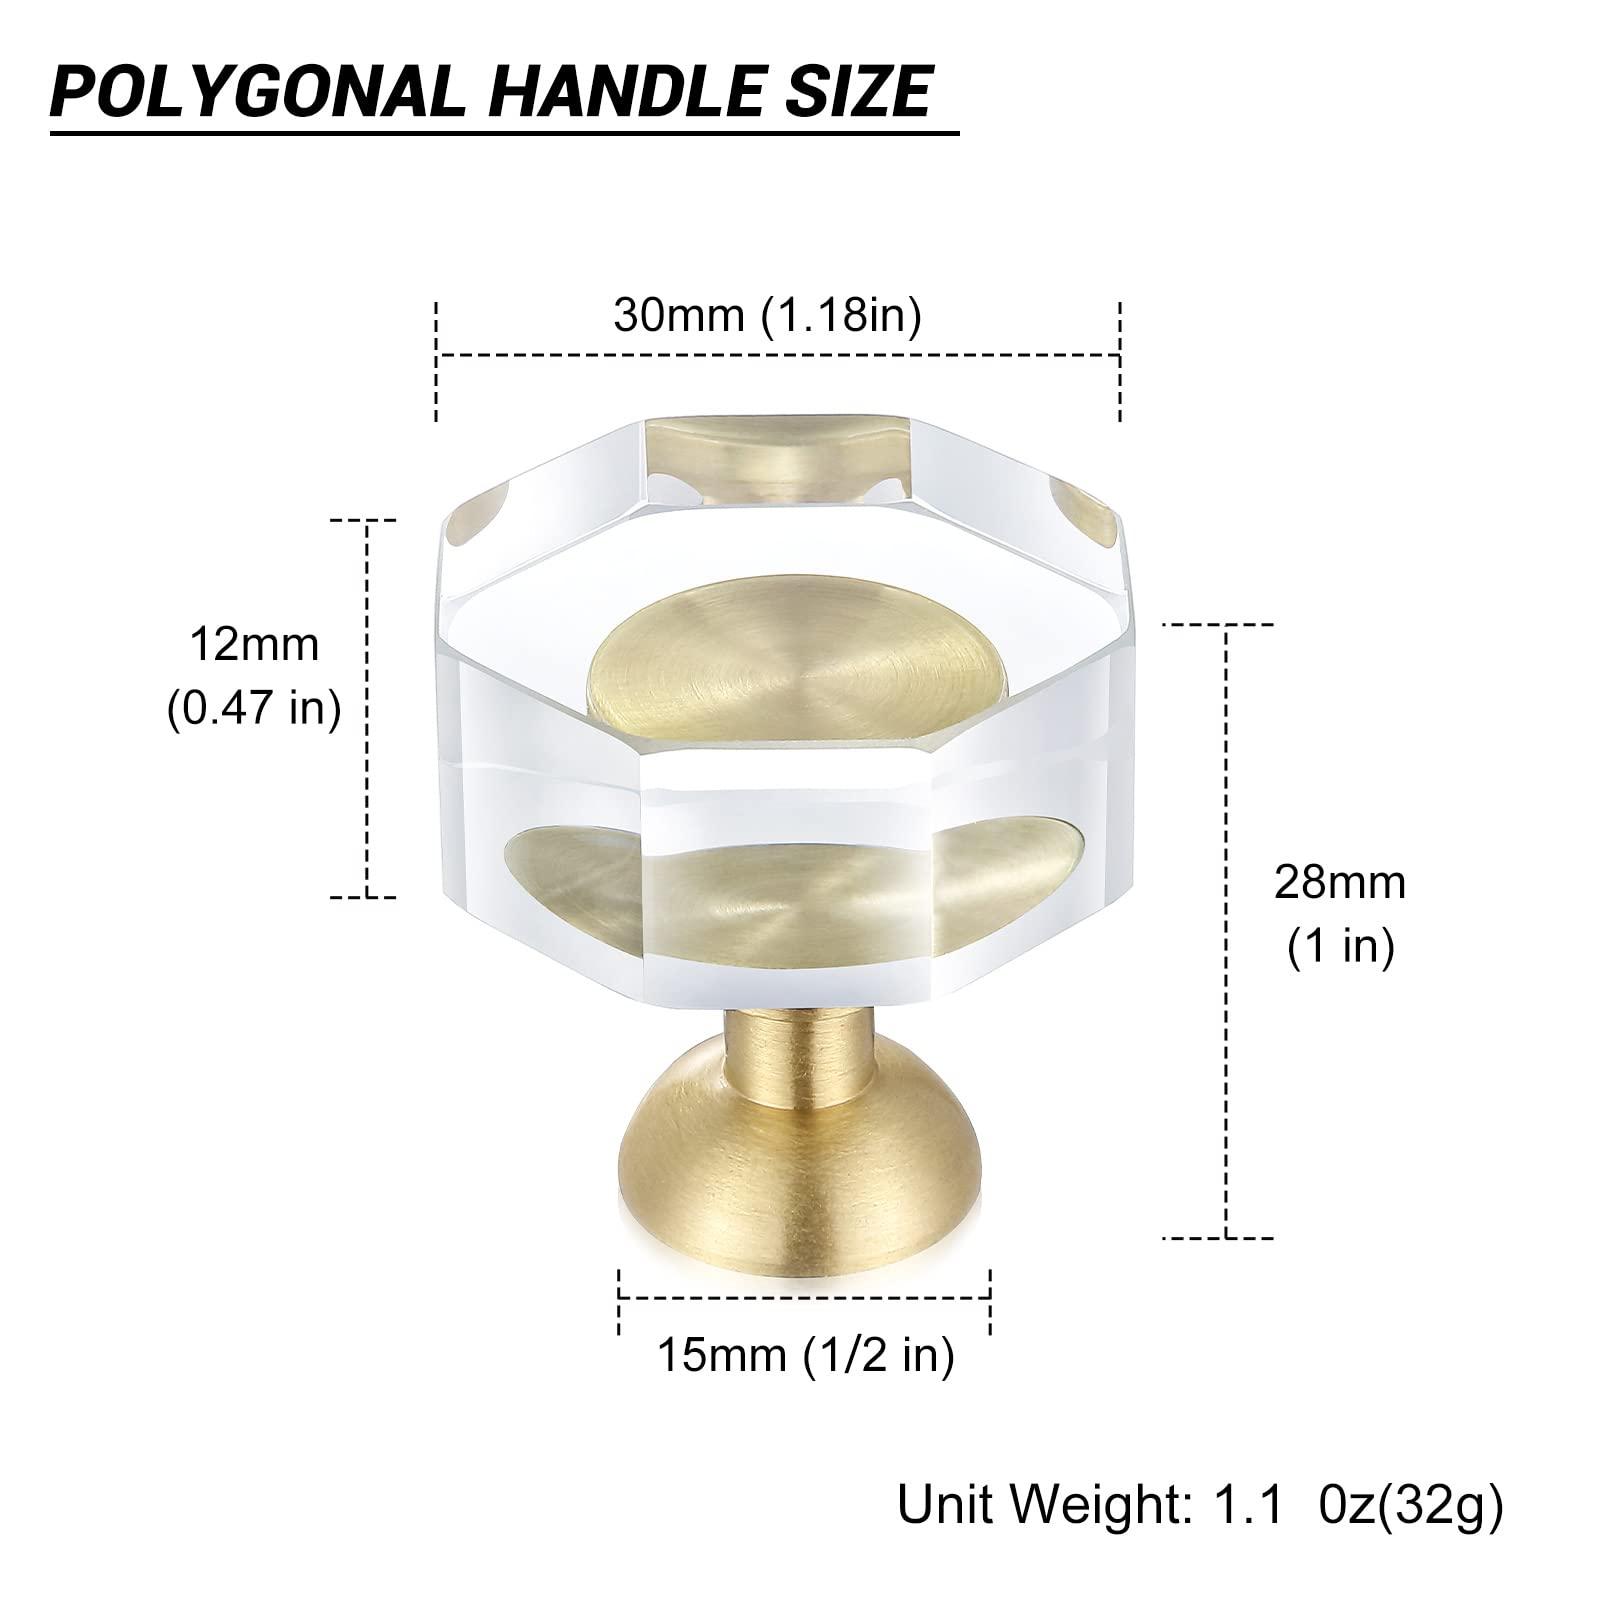 POLYGONAL HANDLE SIZE
30mm (1.18in)
12mm
(0.47 in)
28mm
(1 in)
15mm (1/2 in)
Unit Weight: 1.1  0z(32g)